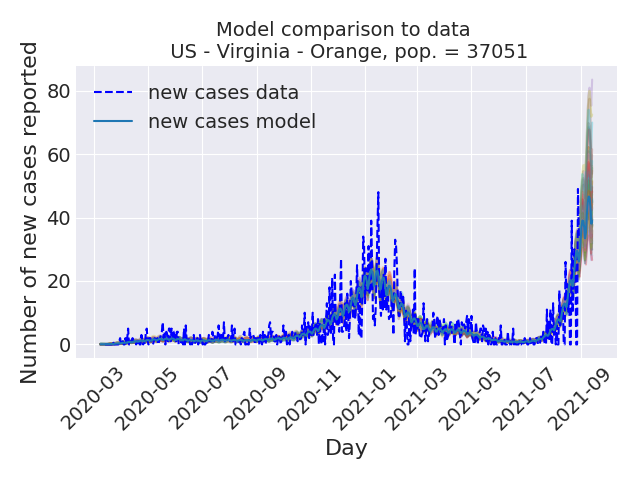 Model comparison to data
US - Virginia - Orange, pop. = 37051
new cases data
new cases model
Number of new cases reported
80
60
40
20
0
2020-03
2020-05
2020-07
2020-09
2020-11
2021-01
2021-03
2021-05
2021-07
2021-09
Day